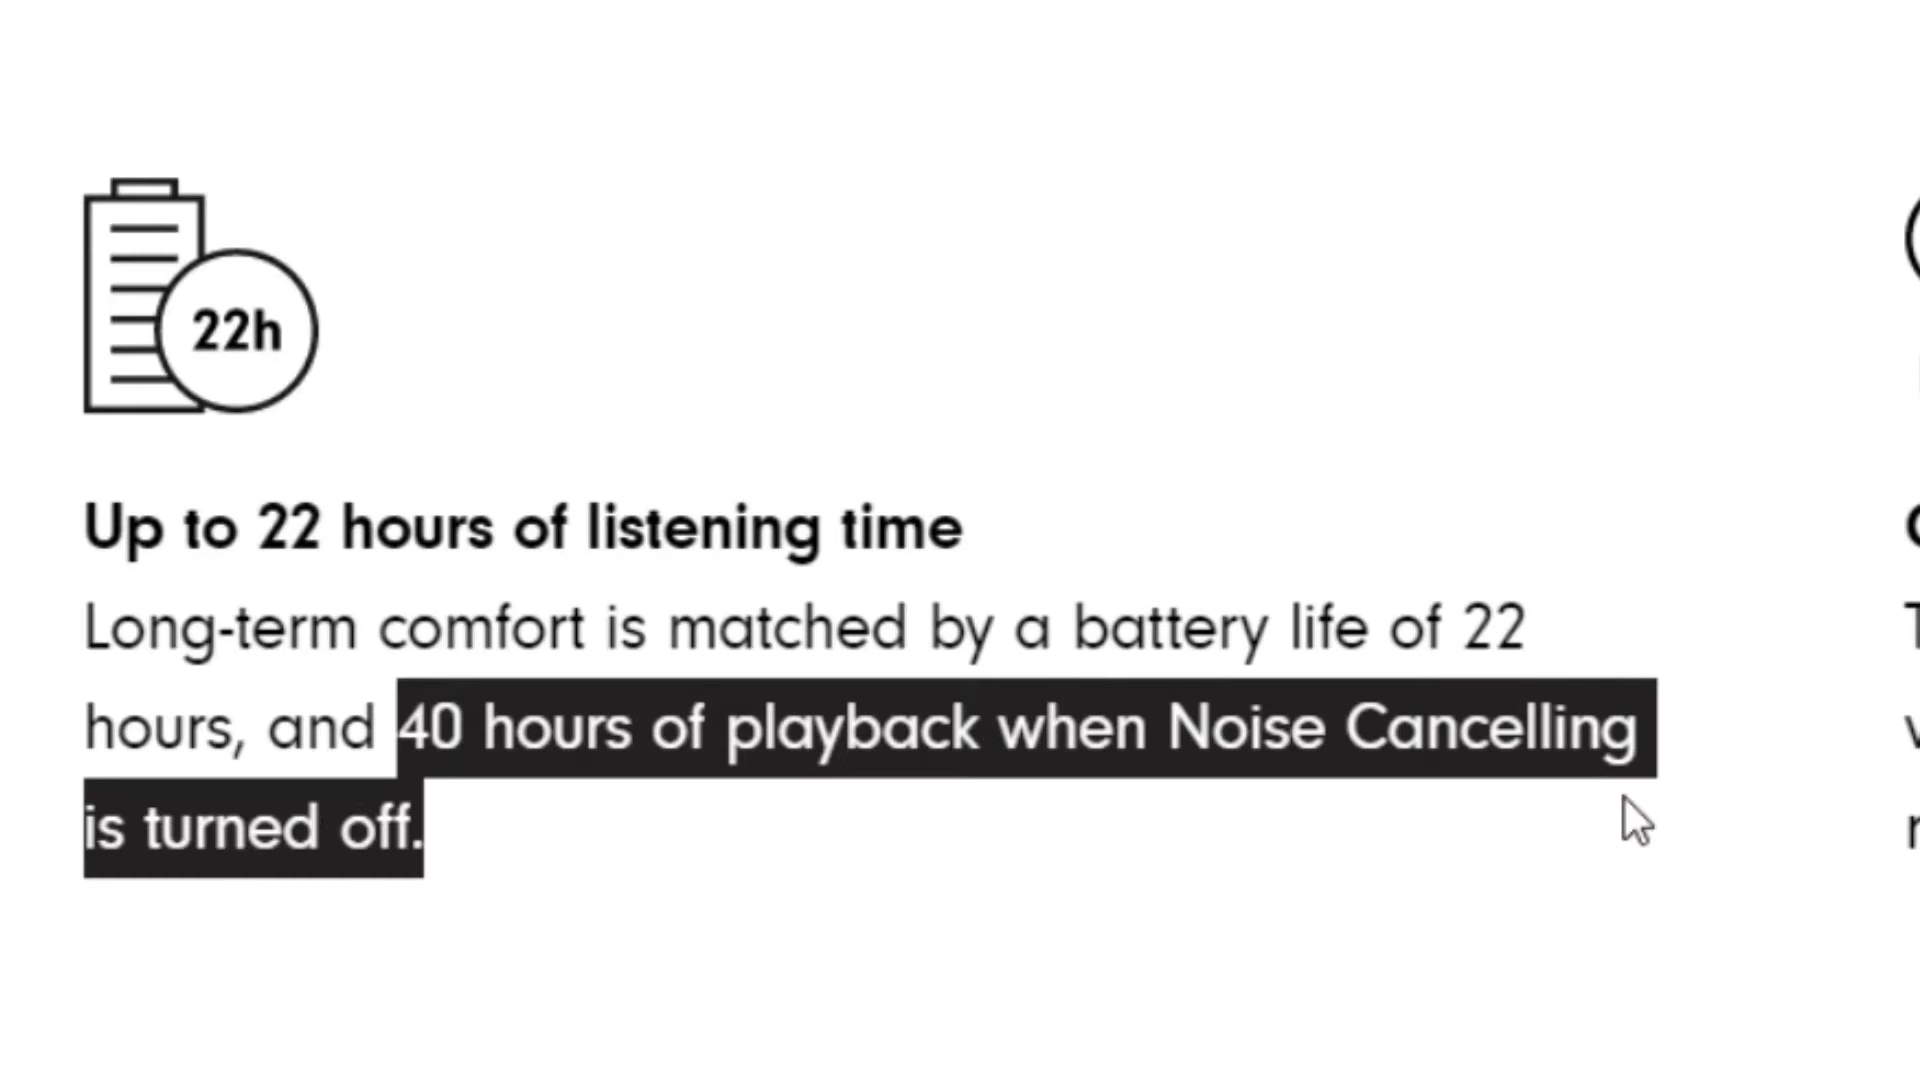 22h
Up to 22 hours of listening time
Long-term comfort is matched by a battery life of 22
hours, and 40 hours of playback when Noise Cancelling
is turned off.